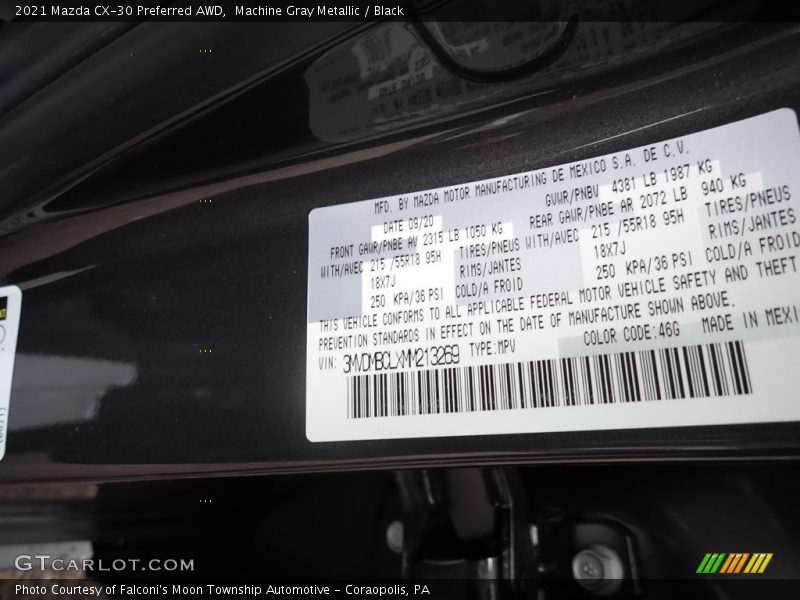 2021 Mazda CX-30 Preferred AWD,  Machine Gray Metallic / Black
MFD. BY MAZDA MOTOR MANUFACTURING DE MEXICO S.A. DE C.V.
DATE 09/20 GVWR/PNBV 4381 LB 1987 KG
FRONT GAWR/PNBE AV 2315 LB 1050 KG REAR GAWR/PNBE AR 2072 LB 940 KG
WITH/AVEC 215 /55R18 95H TIRES/PNEUS WITH/AVEC 215 /55R18 95H TIRES/PNEUS
18X7J RIMS/JANTES 18X7J RIMS/JANTES
250 KPA/36 PSI COLD/A FROID 250 KPA/36 PSI COLD/A FROID
THIS VEHICLE CONFORMS TO ALL APPLICABLE FEDERAL MOTOR VEHICLE SAFETY AND THEFT
PREVENTION STANDARDS IN EFFECT ON THE DATE OF MANUFACTURE SHOWN ABOVE.
VIN: 3MVDMBCLXMM213269 TYPE:MPV COLOR CODE:46G MADE IN MEXI
GTCARLOT.COM
Photo Courtesy of Falconi's Moon Township Automotive - Coraopolis, PA